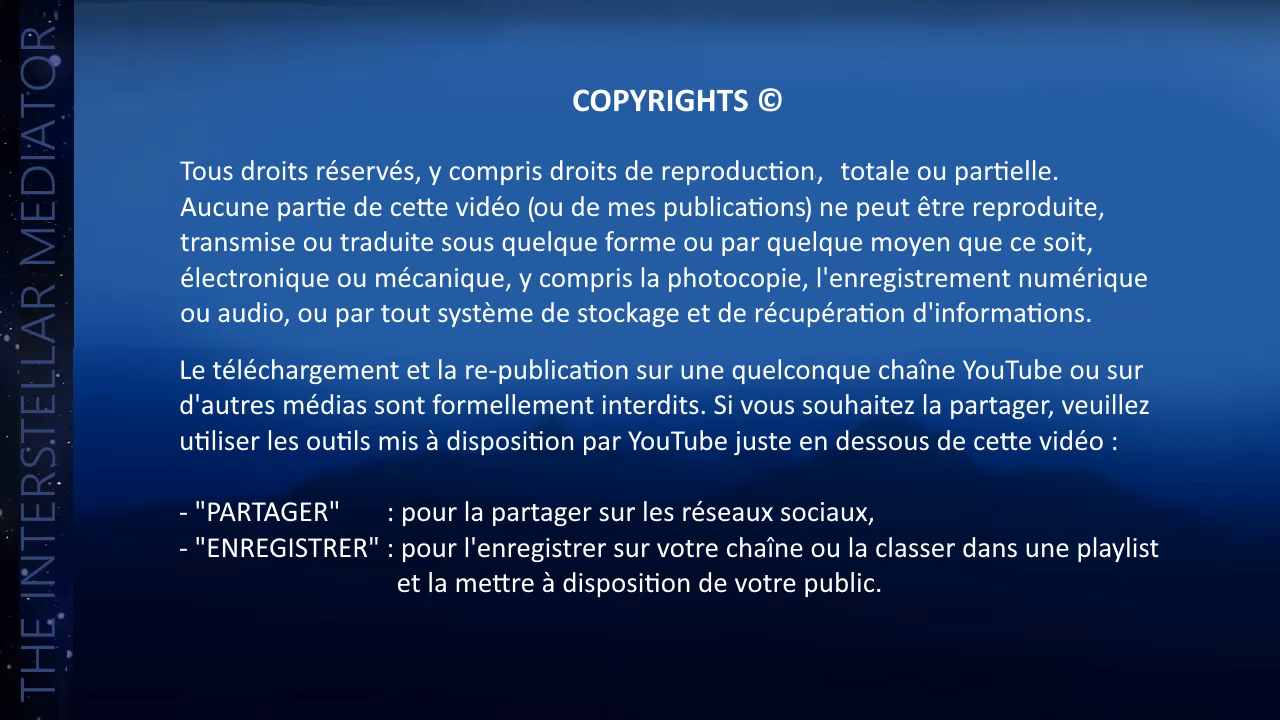 THE INTERSTELLAR MEDIATOR
COPYRIGHTS ©
Tous droits réservés, y compris droits de reproduction, totale ou partielle.
Aucune partie de cette vidéo (ou de mes publications) ne peut être reproduite,
transmise ou traduite sous quelque forme ou par quelque moyen que ce soit,
électronique ou mécanique, y compris la photocopie, l'enregistrement numérique
ou audio, ou par tout système de stockage et de récupération d'informations.
Le téléchargement et la re-publication sur une quelconque chaîne YouTube ou sur
d'autres médias sont formellement interdits. Si vous souhaitez la partager, veuillez
utiliser les outils mis à disposition par YouTube juste en dessous de cette vidéo :
- "PARTAGER" : pour la partager sur les réseaux sociaux,
- "ENREGISTRER" : pour l'enregistrer sur votre chaîne ou la classer dans une playlist
et la mettre à disposition de votre public.